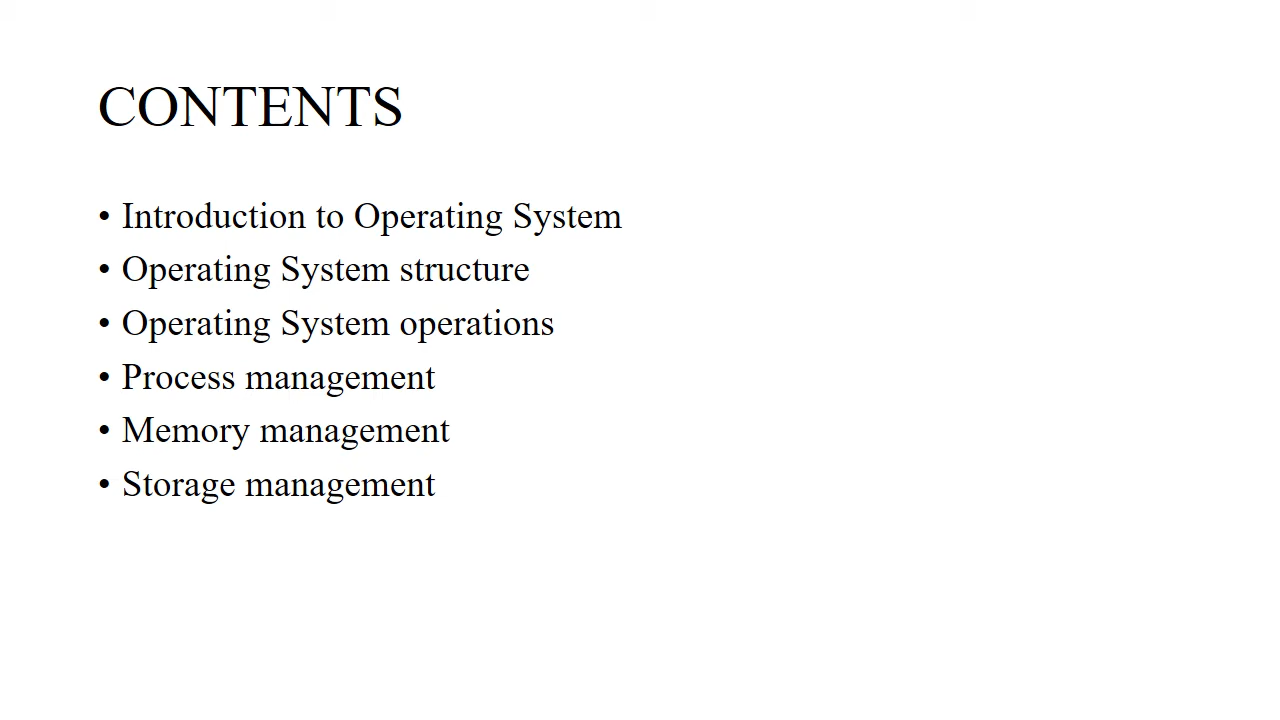 CONTENTS
• Introduction to Operating System
• Operating System structure
• Operating System operations
• Process management
• Memory management
• Storage management